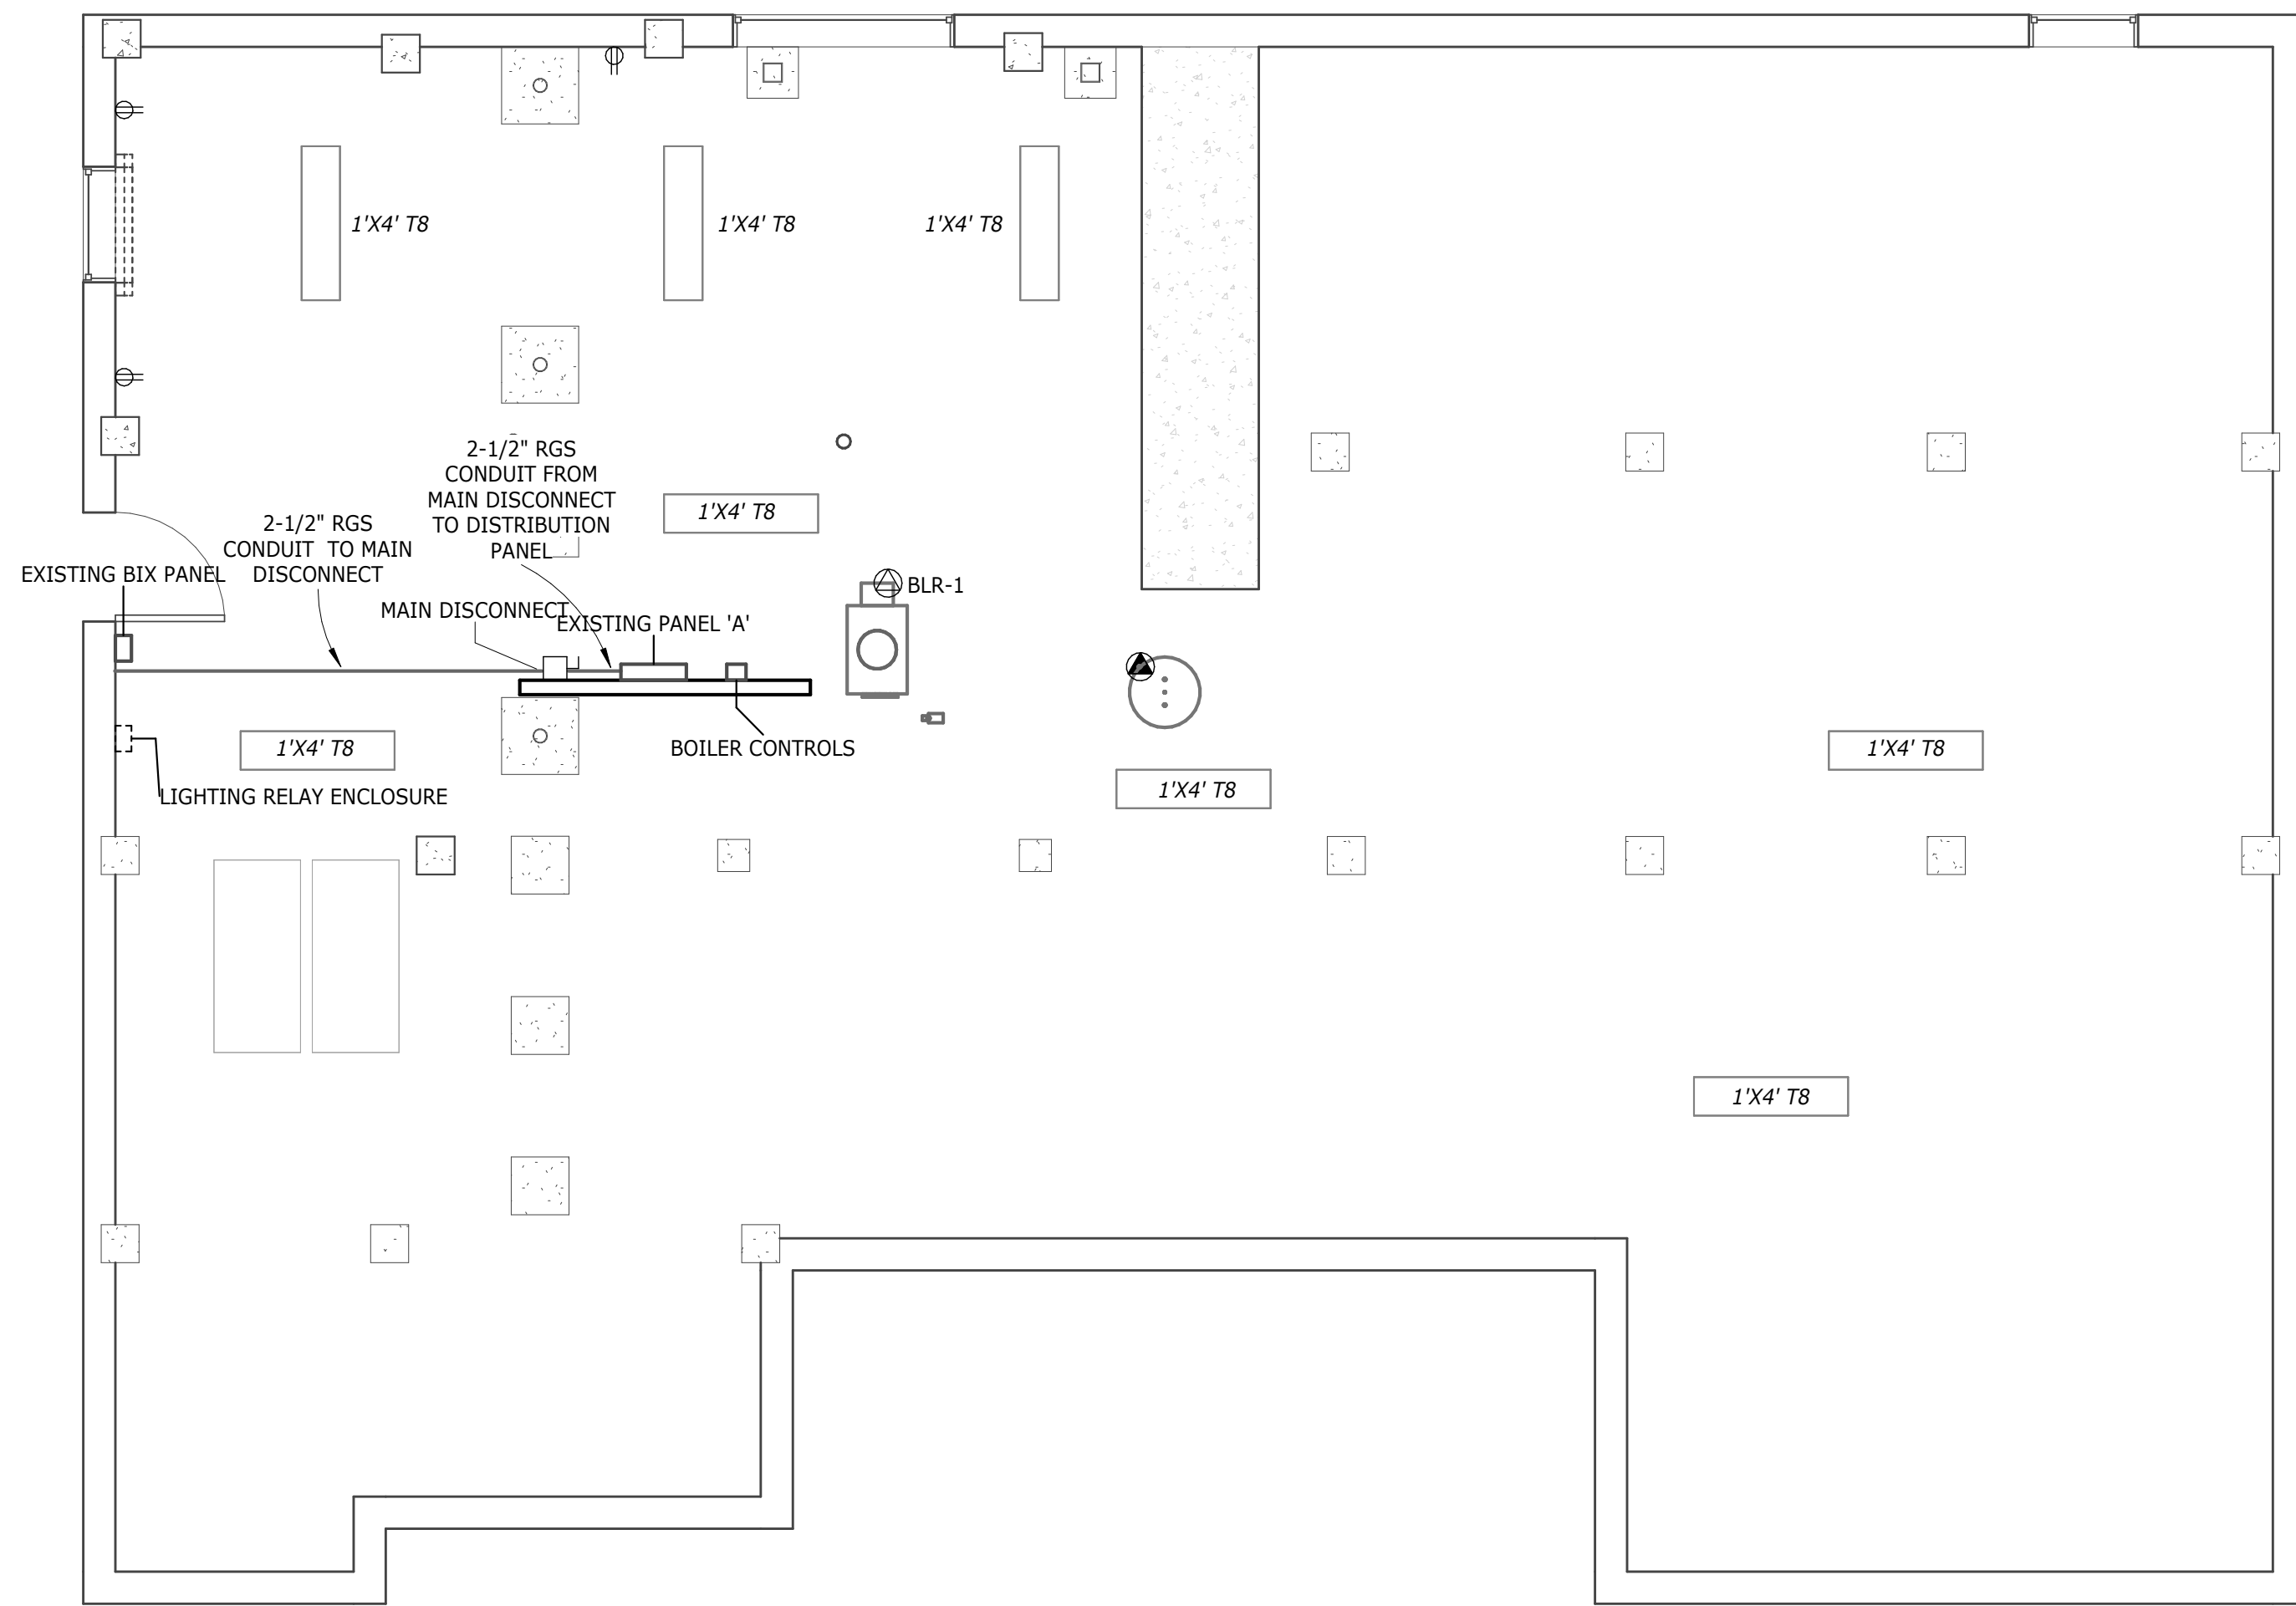 1'X4' T8
1'X4' T8
1'X4' T8
2-1/2" RGS
CONDUIT FROM
MAIN DISCONNECT
TO DISTRIBUTION
PANEL
1'X4' T8
2-1/2" RGS
CONDUIT  TO MAIN
DISCONNECT
EXISTING BIX PANEL
BLR-1
MAIN DISCONNECT
EXISTING PANEL 'A'
1'X4' T8
BOILER CONTROLS
1'X4' T8
LIGHTING RELAY ENCLOSURE
1'X4' T8
1'X4' T8